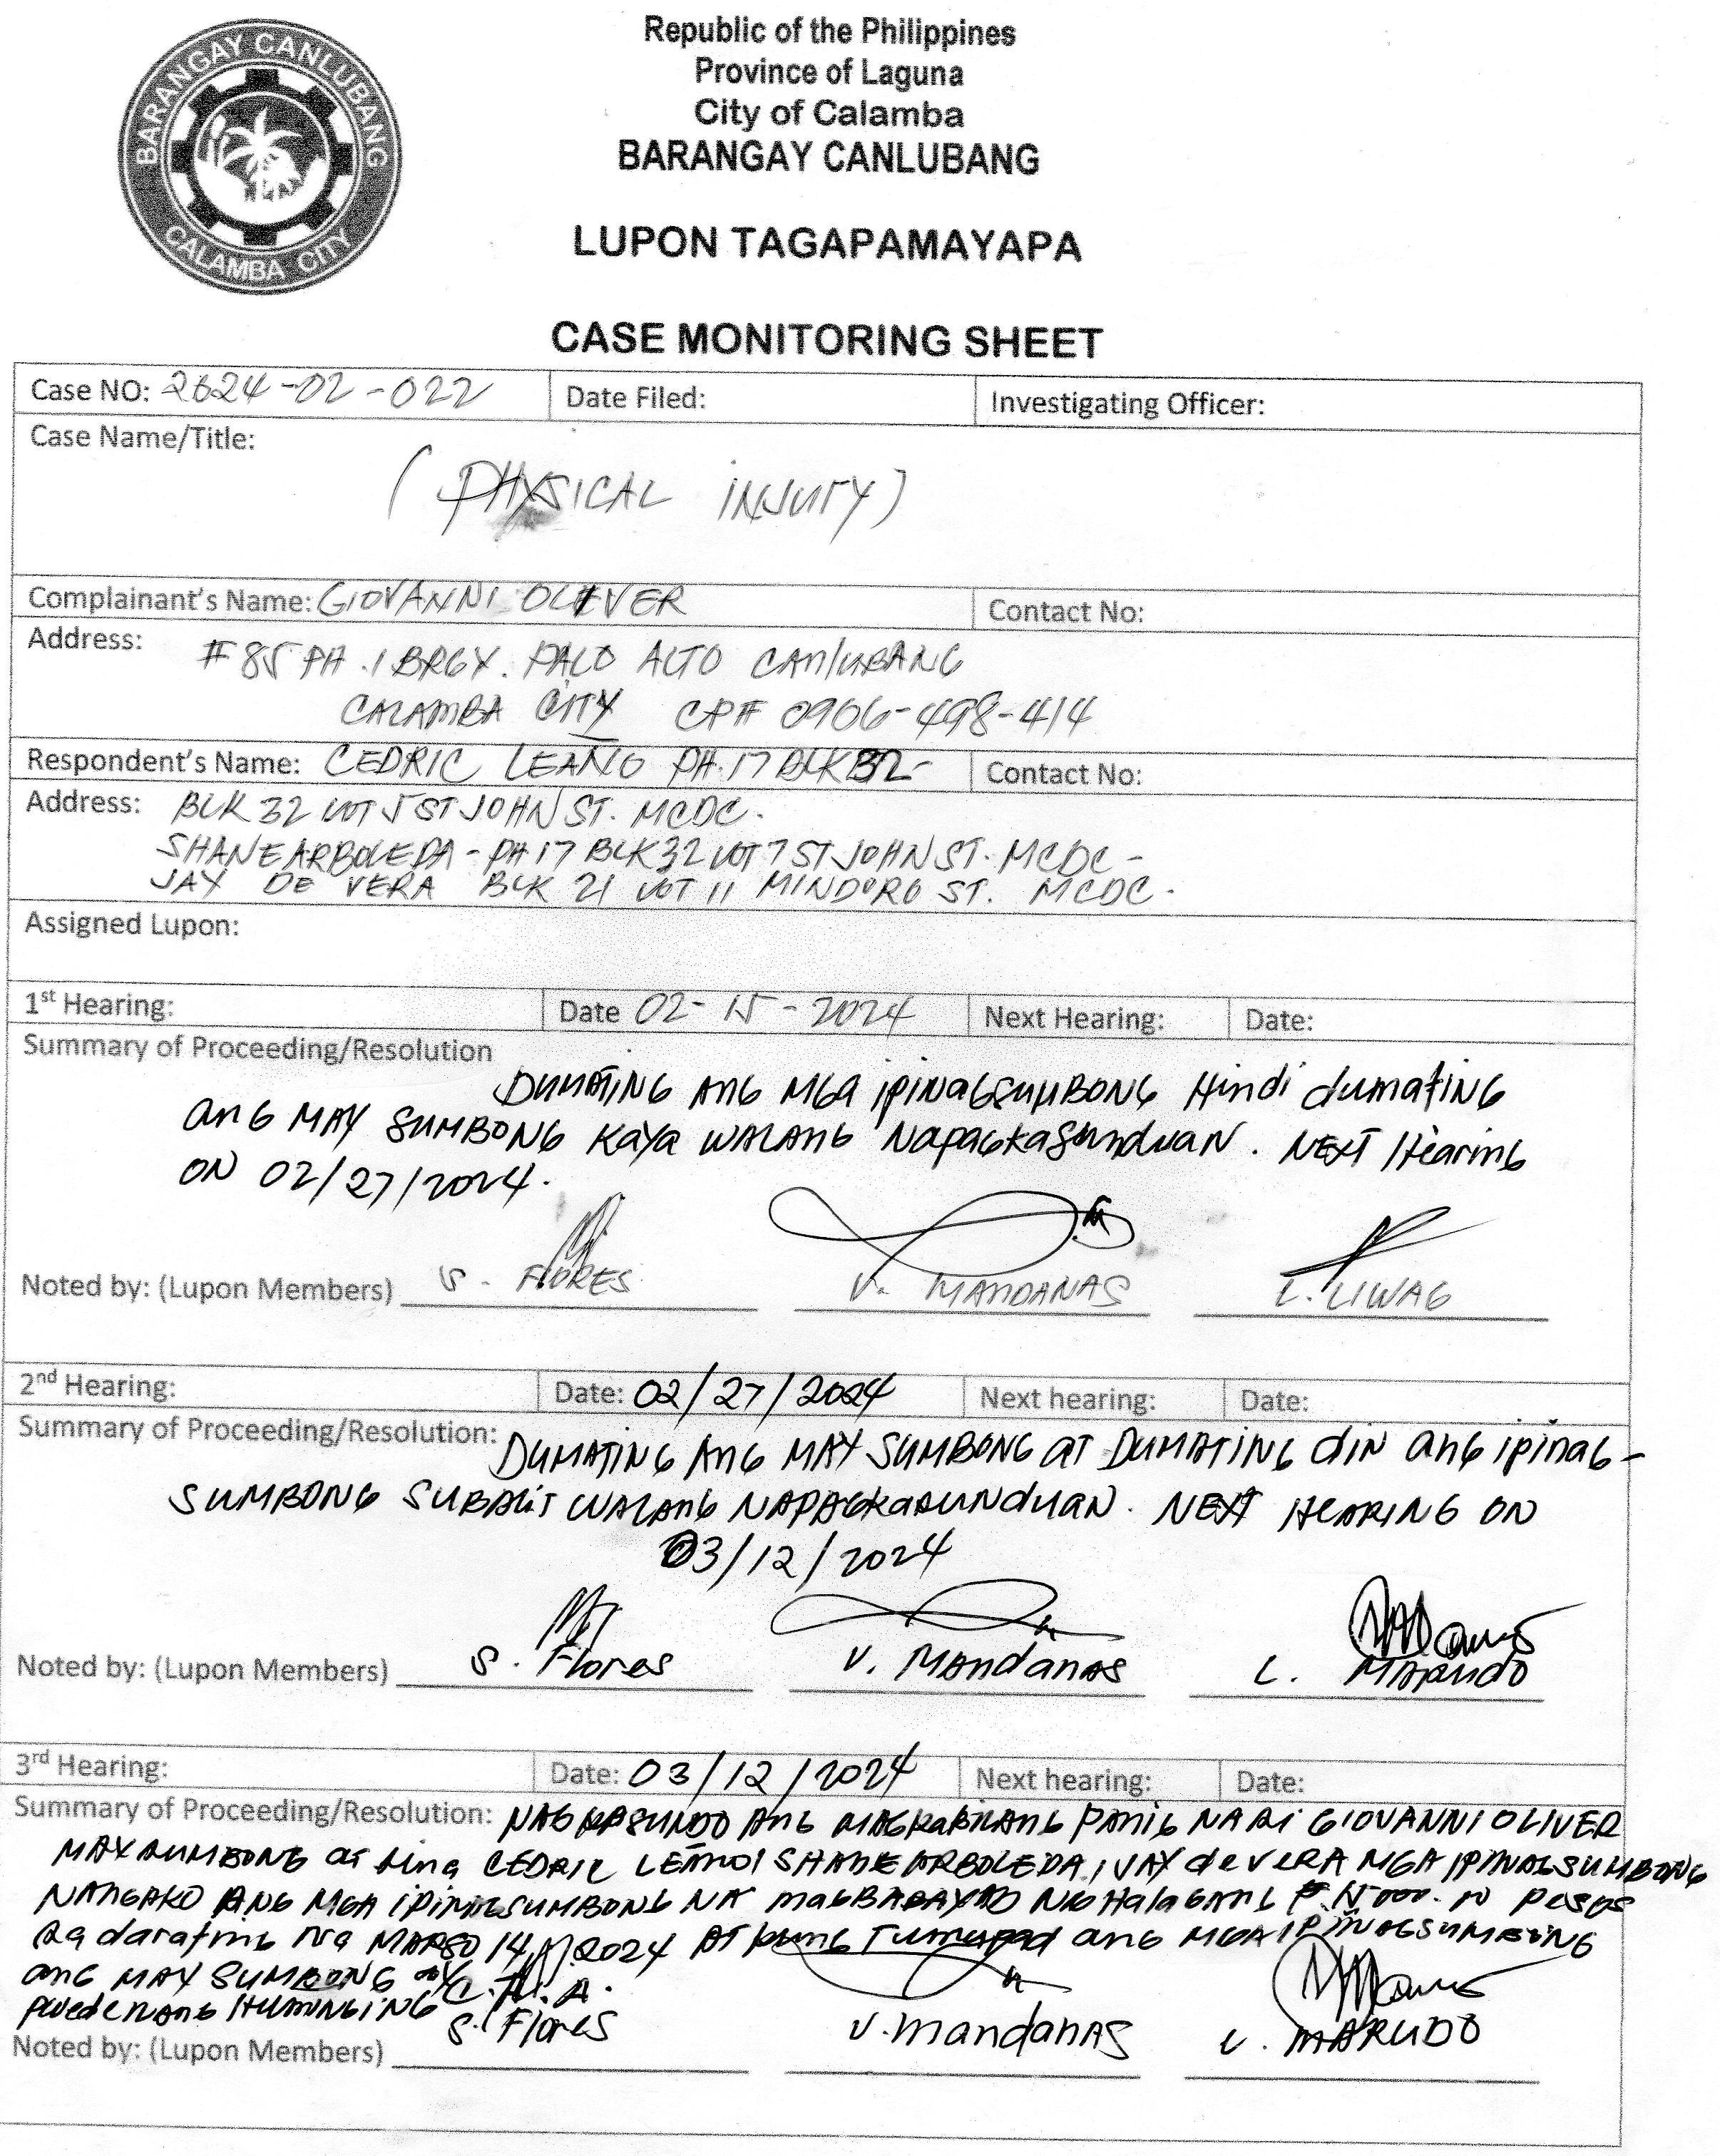 BARANGAY CANLUBANG
CALAMBA CITY
Republic of the Philippines
Province of Laguna
City of Calamba
BARANGAY CANLUBANG
LUPON TAGAPAMAYAPA
CASE MONITORING SHEET
Case NO: 2024-02-022 Date Filed: Investigating Officer:
Case Name/Title:
(PHYSICAL INJURY)
Complainant's Name: GIOVANNI OLIVER Contact No:
Address: #85 PH.1 BRGY. PALO ALTO CANLUBANG
CALAMBA CITY CP# 0906-498-414
Respondent's Name: CEDRIC LEAÑO PH.17 BLK 32- Contact No:
Address: BLK 32 LOT 5 ST JOHN ST. MCDC.
SHANE ARBOLEDA - PH 17 BLK 32 LOT 7 ST JOHN ST. MCDC -
JAY DE VERA BLK 21 LOT 11 MINDORO ST. MCDC.
Assigned Lupon:
1st Hearing: Date 02-15-2024 Next Hearing: Date:
Summary of Proceeding/Resolution
DUMATING ANG MGA IPINAGSUMBONG Hindi dumating
ang MAY SUMBONG Kaya WALANG Napagkasunduan. NEXT Hearing
ON 02/27/2024.
Noted by: (Lupon Members) S. FLORES V. MANDANAS L. LIWAG
2nd Hearing: Date: 02/27/2024 Next hearing: Date:
Summary of Proceeding/Resolution: DUMATING ANG MAY SUMBONG AT DUMATING din ang ipinag-
SUMBONG SUBALIT WALANG NAPAGkaSUNduan. NEXT HEARING ON
03/12/2024
Noted by: (Lupon Members) S. Flores V. Mandanas L. MARUDO
3rd Hearing: Date: 03/12/2024 Next hearing: Date:
Summary of Proceeding/Resolution: NAGKASUNDO ANG MAGKABILANG PANIG NA SI GIOVANNI OLIVER
MAY SUMBONG at sina CEDRIC LEAÑO, SHANE ARBOLEDA, JAY de VERA MGA IPINAGSUMBONG
NANGAKO ANG MGA IPINAGSUMBONG NA magBABAYAD NG Halagang ₱ 15,000.00 pesos
sa darating na MARSO 14, 2024 AT kung Tumupad ang MGA IPINAGSUMBONG
ang MAY SUMBONG ay
puwede nang HUMINGI NG C.F.A.
Noted by: (Lupon Members) S. Flores V. mandanas L. MARUDO